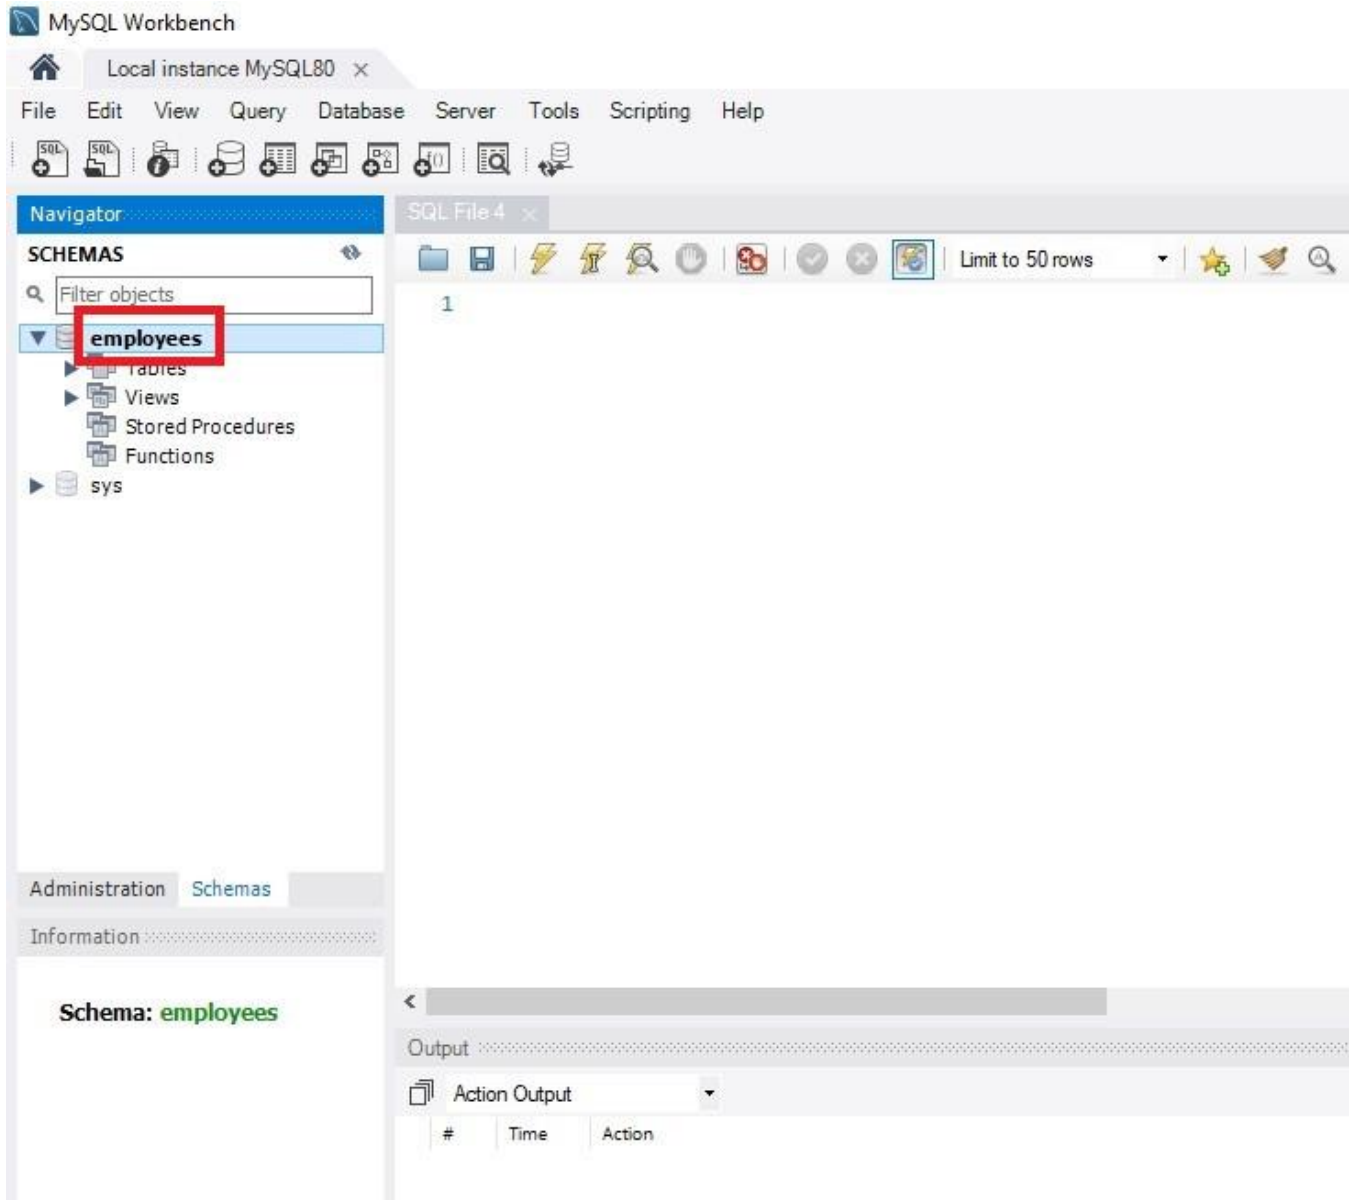 MySQL Workbench
Local instance MySQL80
File Edit View Query Database Server Tools Scripting Help
SQL SQL
Navigator
SQL File 4
SCHEMAS
Limit to 50 rows
Filter objects
1
employees
Tables
Views
Stored Procedures
Functions
sys
Administration Schemas
Information
Schema: employees
Output
Action Output
# Time Action